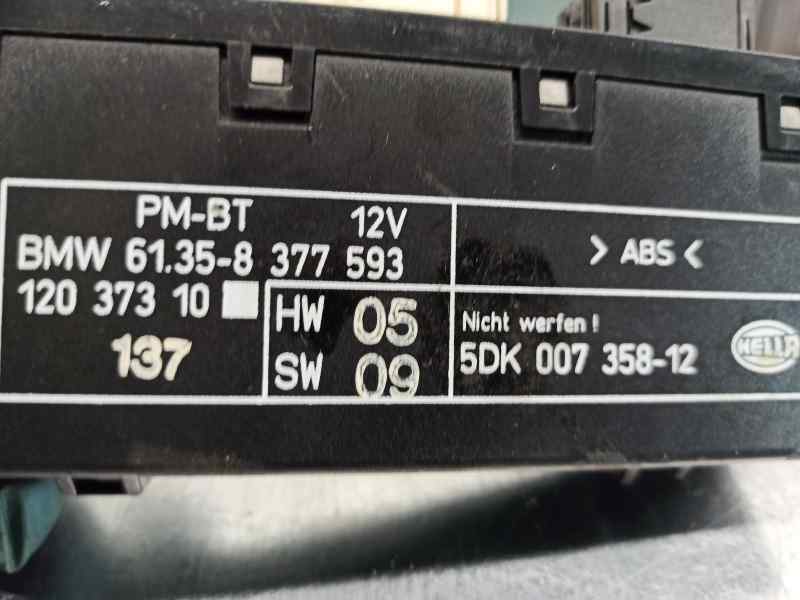 PM-BT 12V
BMW 61.35-8 377 593
120 373 10
137
HW 05
SW 09
> ABS <
Nicht werfen!
5DK 007 358-12
HELLA